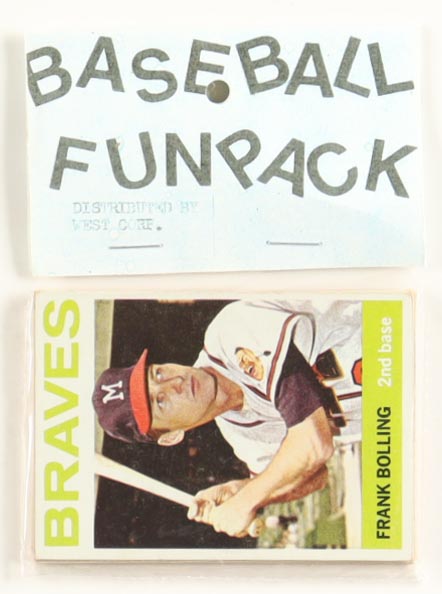 BASEBALL
FUNPACK
DISTRIBUTED BY
WEST CORP.
BRAVES
M
FRANK BOLLING 2nd base